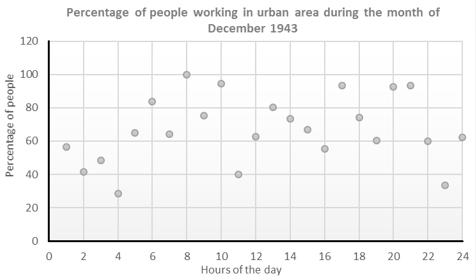 Percentage of people working in urban area during the month of
December 1943
120
100
80
60
40
20
0
Percentage of people
0 2 4 6 8 10 12 14 16 18 20 22 24
Hours of the day